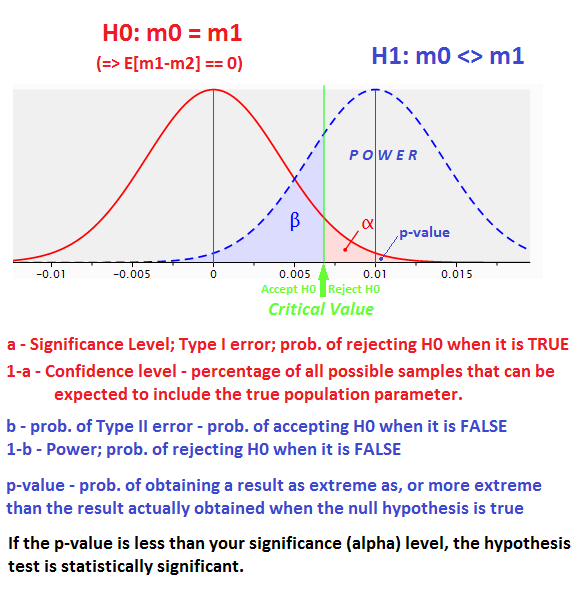 H0: m0 = m1
(=> E[m1-m2] == 0)
H1: m0 <> m1
POWER
β
α
p-value
-0.01 -0.005 0 0.005 0.01 0.015
Accept H0 Reject H0
Critical Value
a - Significance Level; Type I error; prob. of rejecting H0 when it is TRUE
1-a - Confidence level - percentage of all possible samples that can be
expected to include the true population parameter.
b - prob. of Type II error - prob. of accepting H0 when it is FALSE
1-b - Power; prob. of rejecting H0 when it is FALSE
p-value - prob. of obtaining a result as extreme as, or more extreme
than the result actually obtained when the null hypothesis is true
If the p-value is less than your significance (alpha) level, the hypothesis
test is statistically significant.